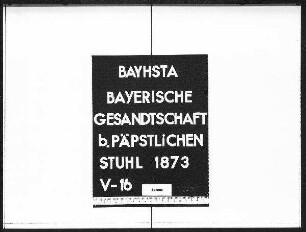 BAYHSTA
BAYERISCHE
GESANDTSCHAFT
b. PÄPSTLiCHEN
STUHL 1873
V-16